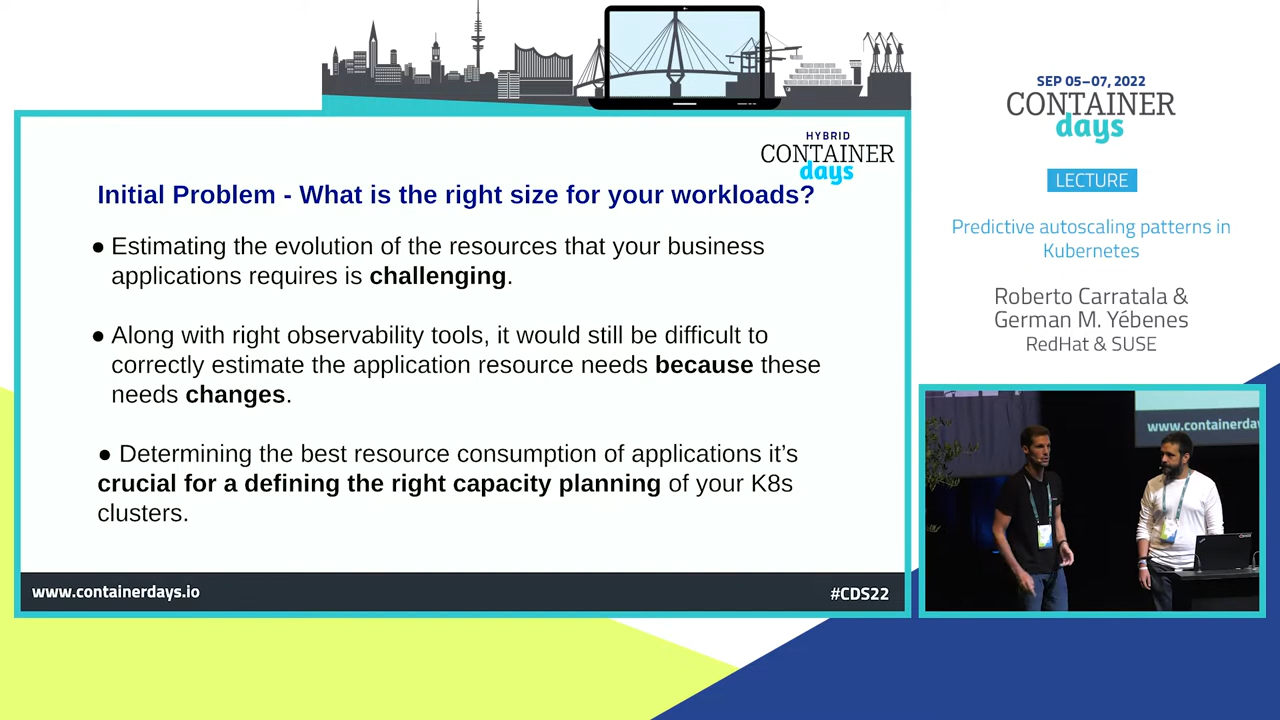 HYBRID
CONTAINER
days
Initial Problem - What is the right size for your workloads?
● Estimating the evolution of the resources that your business
applications requires is challenging.
● Along with right observability tools, it would still be difficult to
correctly estimate the application resource needs because these
needs changes.
● Determining the best resource consumption of applications it’s
crucial for a defining the right capacity planning of your K8s
clusters.
www.containerdays.io
#CDS22
SEP 05–07, 2022
CONTAINER
days
LECTURE
Predictive autoscaling patterns in
Kubernetes
Roberto Carratala &
German M. Yébenes
RedHat & SUSE
www.containerda